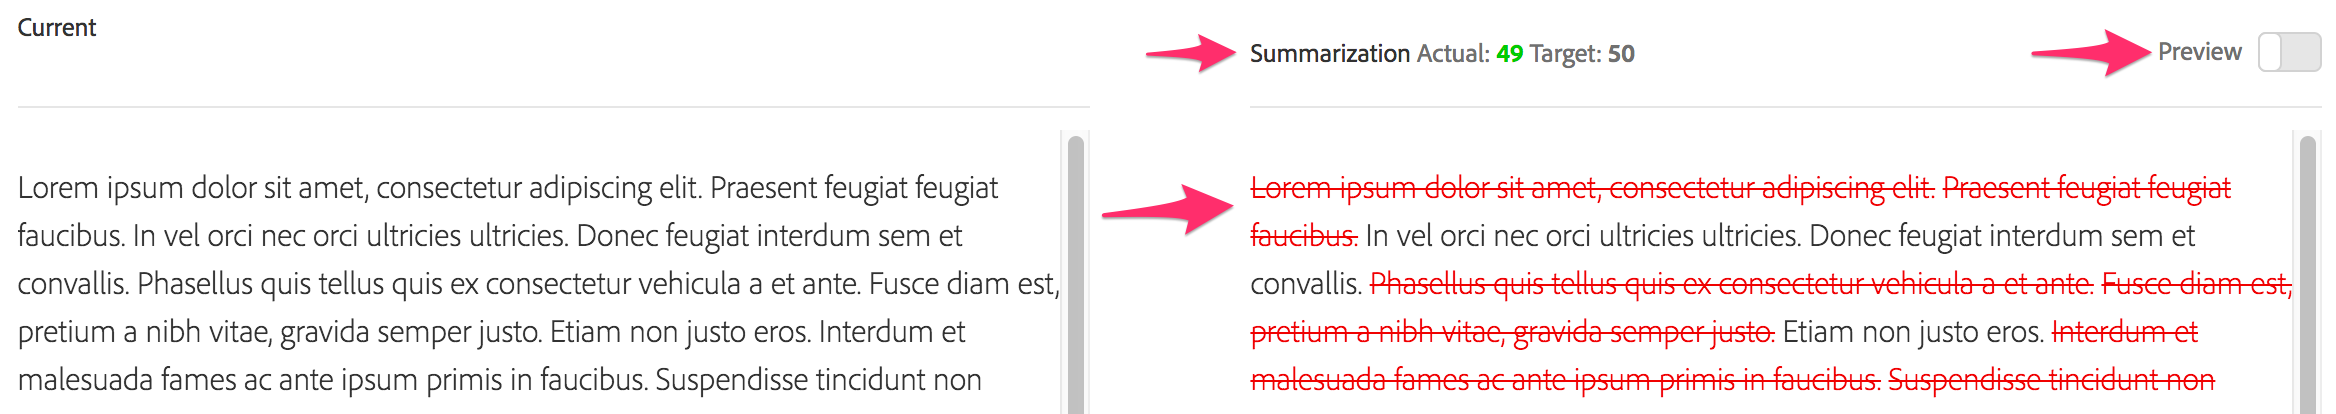 Current
Summarization Actual: 49 Target: 50
Preview
Lorem ipsum dolor sit amet, consectetur adipiscing elit. Praesent feugiat feugiat
faucibus. In vel orci nec orci ultricies ultricies. Donec feugiat interdum sem et
convallis. Phasellus quis tellus quis ex consectetur vehicula a et ante. Fusce diam est,
pretium a nibh vitae, gravida semper justo. Etiam non justo eros. Interdum et
malesuada fames ac ante ipsum primis in faucibus. Suspendisse tincidunt non
Lorem ipsum dolor sit amet, consectetur adipiscing elit. Praesent feugiat feugiat
faucibus. In vel orci nec orci ultricies ultricies. Donec feugiat interdum sem et
convallis. Phasellus quis tellus quis ex consectetur vehicula a et ante. Fusce diam est,
pretium a nibh vitae, gravida semper justo. Etiam non justo eros. Interdum et
malesuada fames ac ante ipsum primis in faucibus. Suspendisse tincidunt non